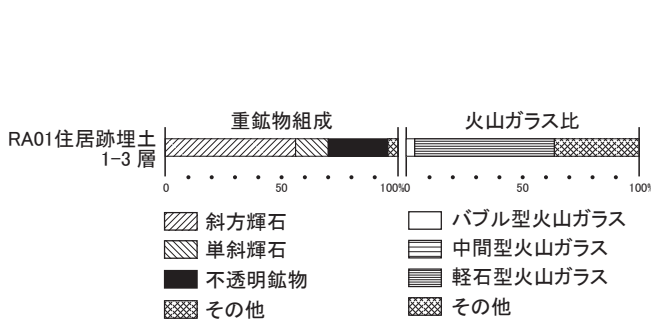 重鉱物組成 火山ガラス比
RA01住居跡埋土
1-3 層
0 50 100% 0 50 100%
斜方輝石
単斜輝石
不透明鉱物
その他
バブル型火山ガラス
中間型火山ガラス
軽石型火山ガラス
その他